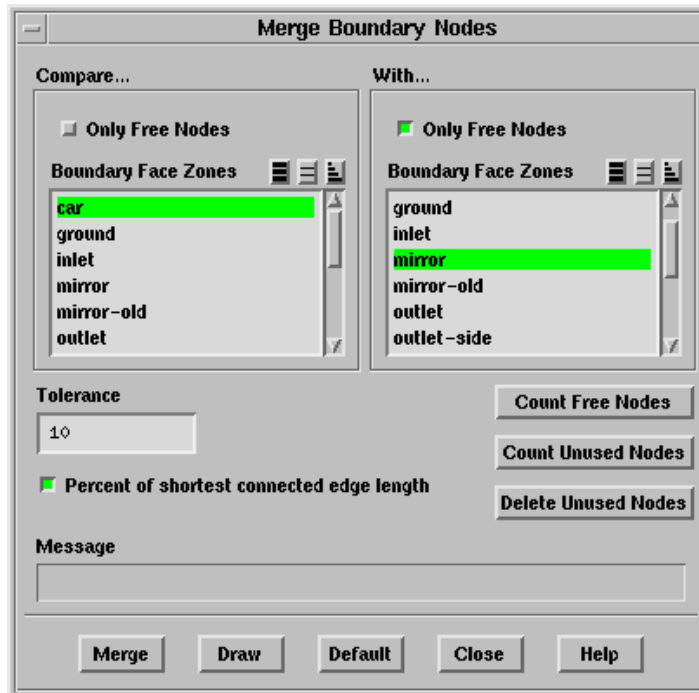 Merge Boundary Nodes
Compare...
With...
Only Free Nodes
Only Free Nodes
Boundary Face Zones
Boundary Face Zones
car
ground
inlet
mirror
mirror-old
outlet
ground
inlet
mirror
mirror-old
outlet
outlet-side
Tolerance
10
Percent of shortest connected edge length
Count Free Nodes
Count Unused Nodes
Delete Unused Nodes
Message
Merge Draw Default Close Help